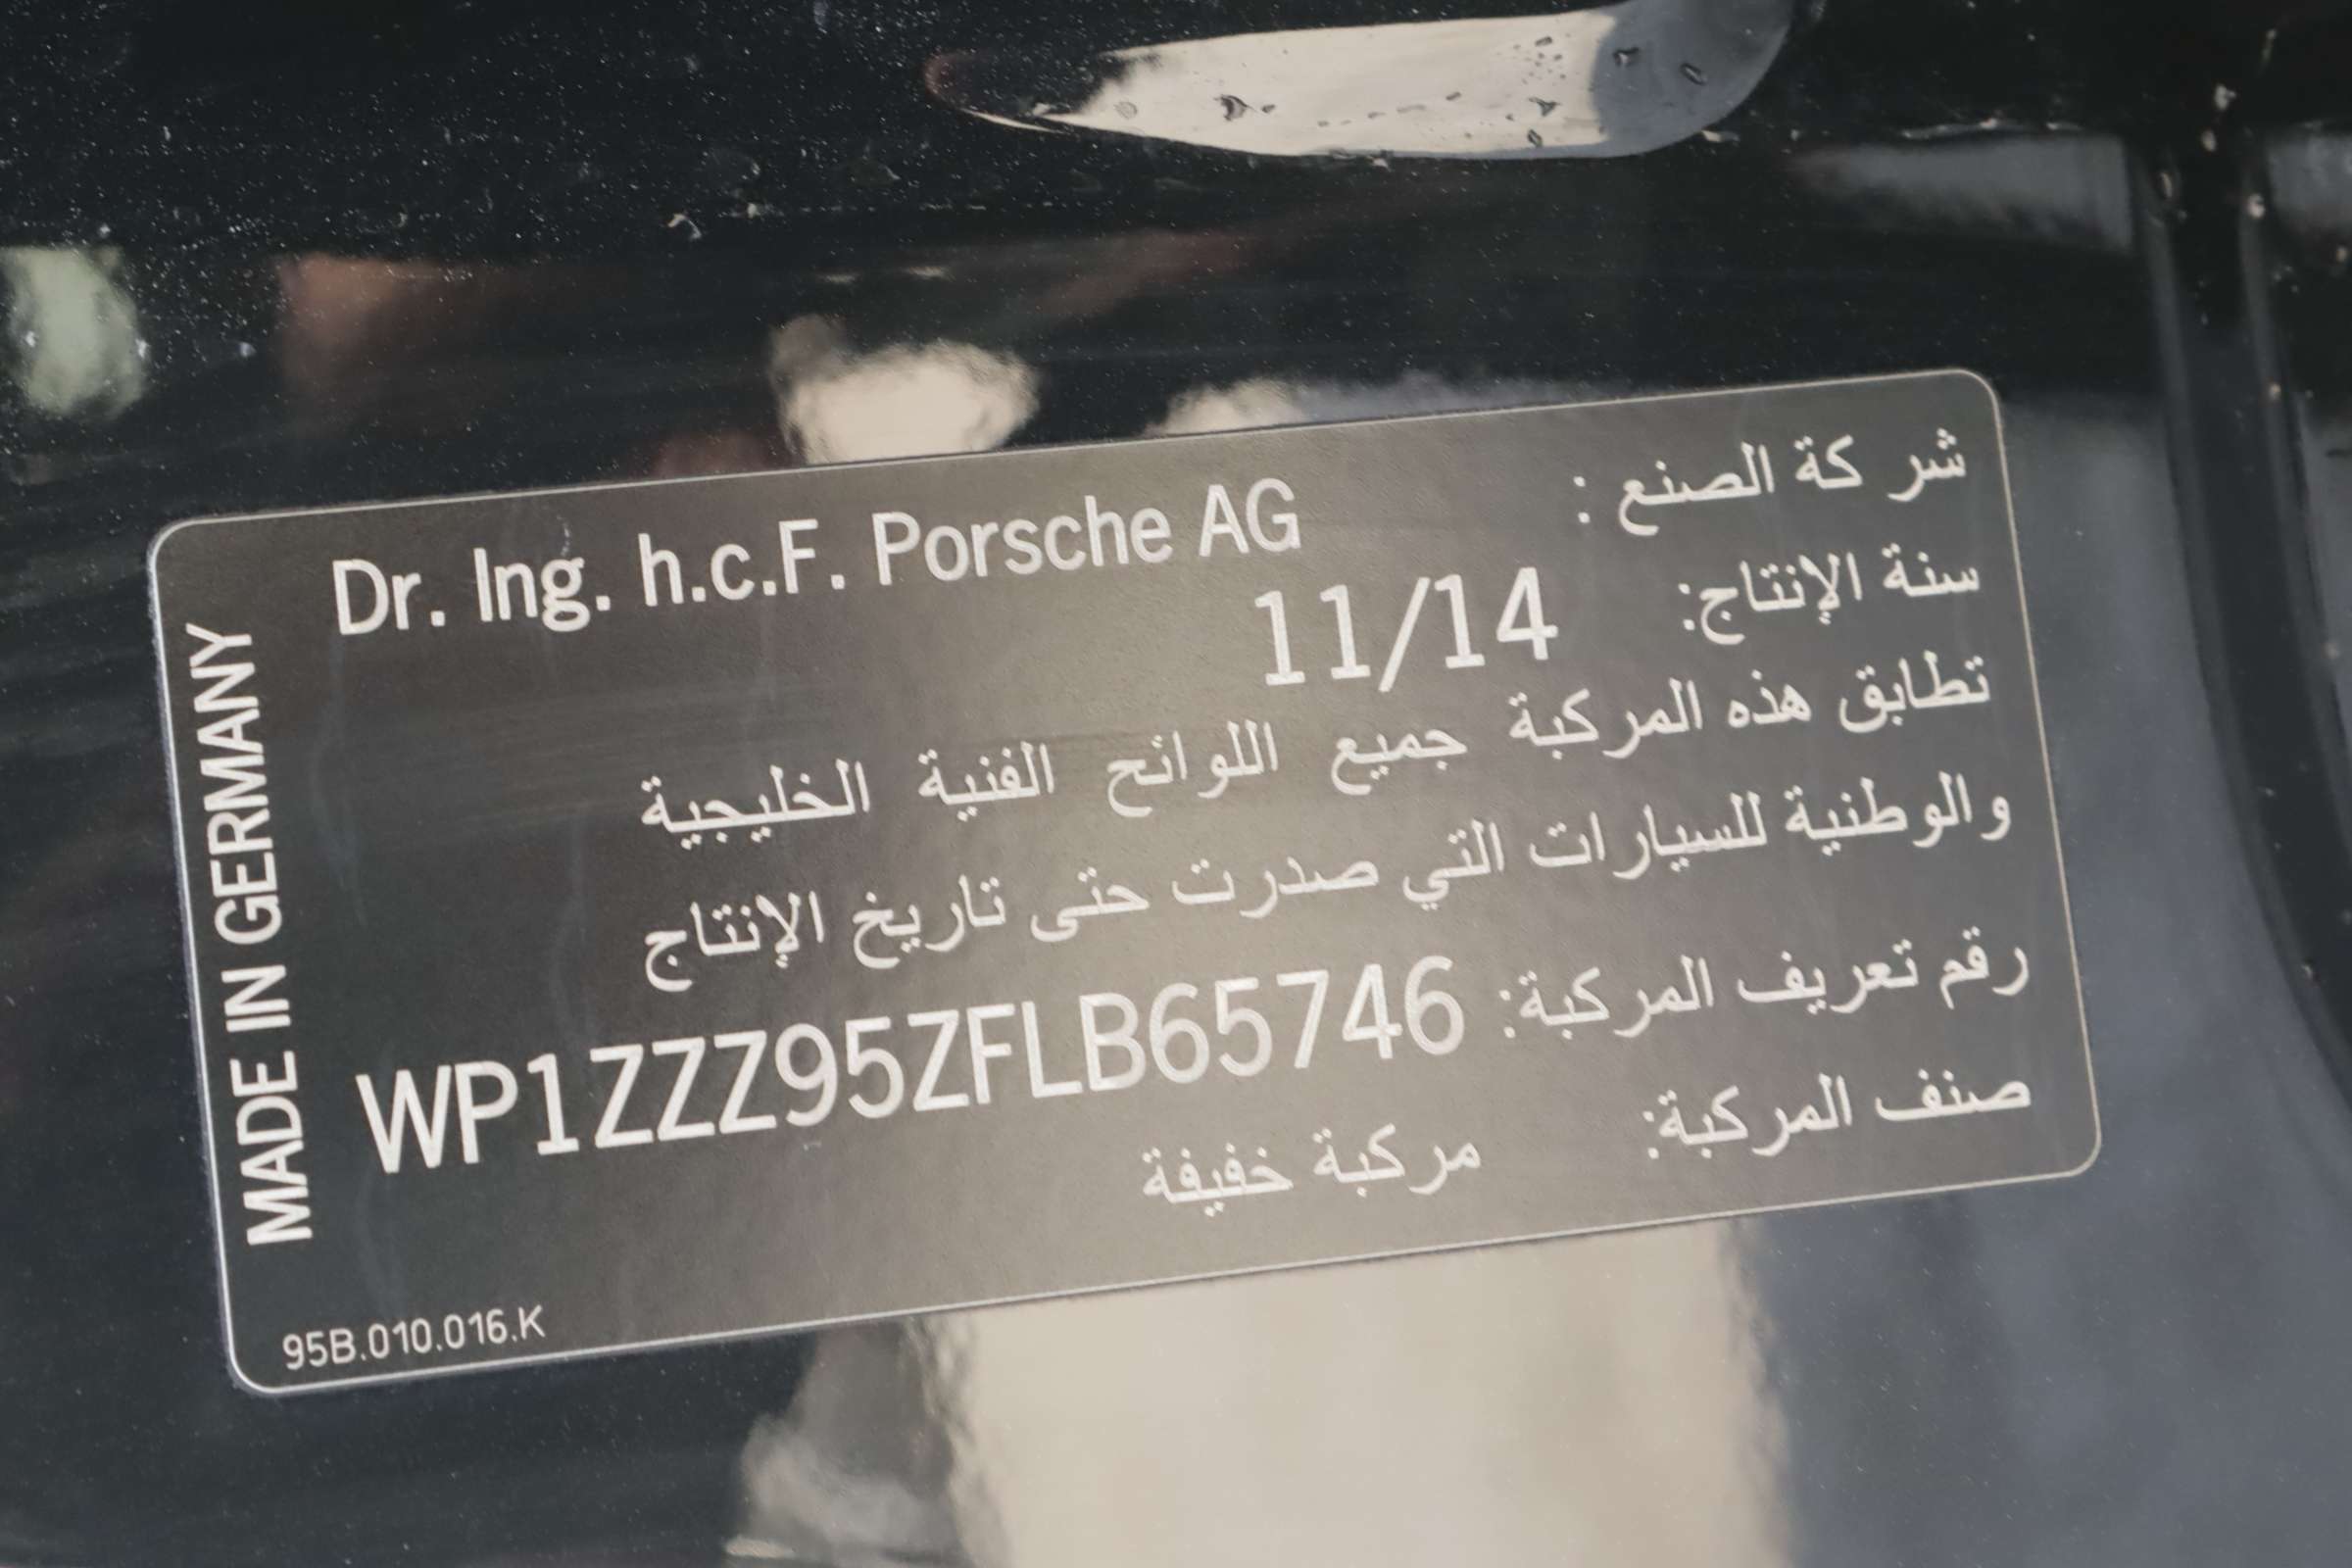 شركة الصنع : Dr. Ing. h.c.F. Porsche AG
سنة الإنتاج: 11/14
تطابق هذه المركبة جميع اللوائح الفنية الخليجية
والوطنية للسيارات التي صدرت حتى تاريخ الإنتاج
رقم تعريف المركبة: WP1ZZZ95ZFLB65746
صنف المركبة: مركبة خفيفة
MADE IN GERMANY
95B.010.016.K